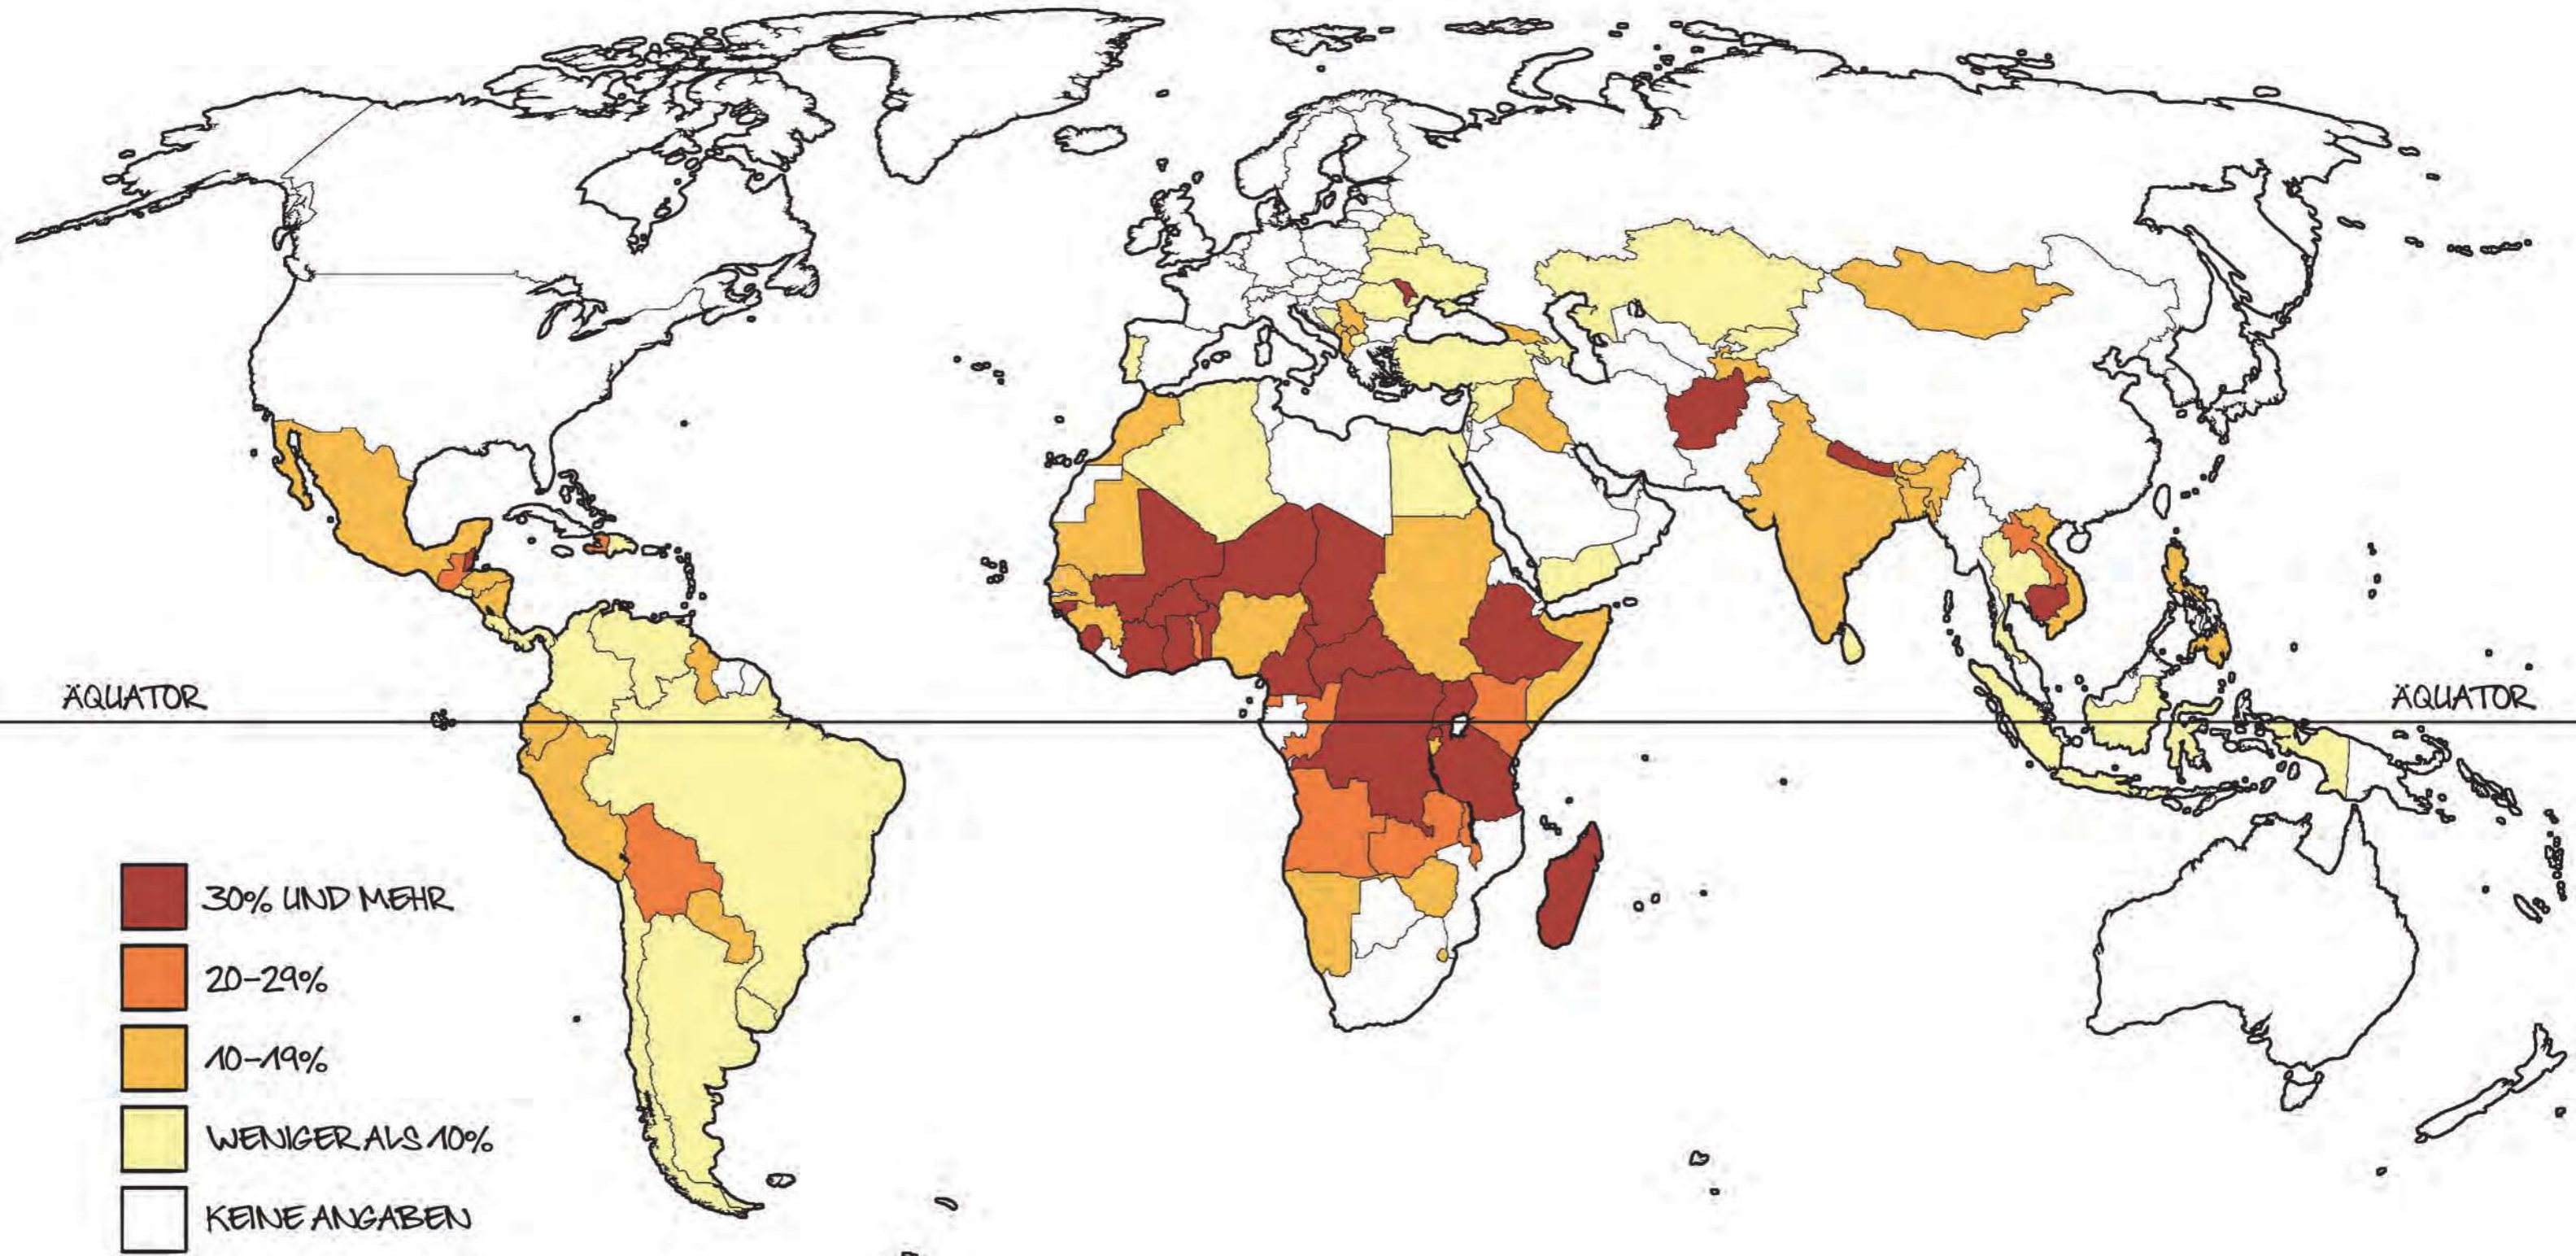 ÄQUATOR
ÄQUATOR
30% UND MEHR
20-29%
10-19%
WENIGER ALS 10%
KEINE ANGABEN